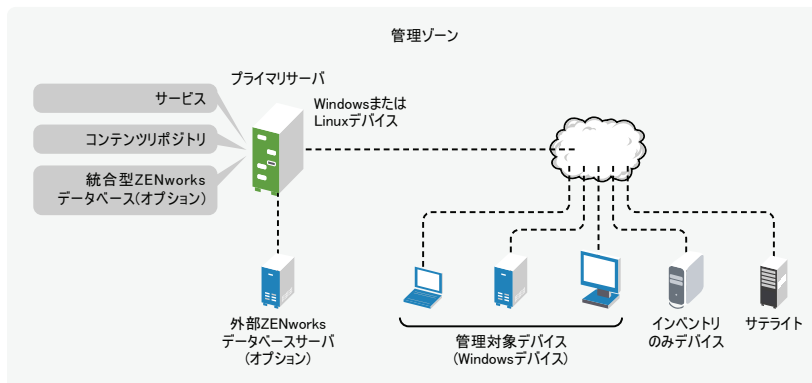 管理ゾーン
プライマリサーバ
サービス
コンテンツリポジトリ
統合型ZENworks
データベース(オプション)
Windowsまたは
Linuxデバイス
外部ZENworks
データベースサーバ
(オプション)
管理対象デバイス
(Windowsデバイス)
インベントリ
のみデバイス
サテライト